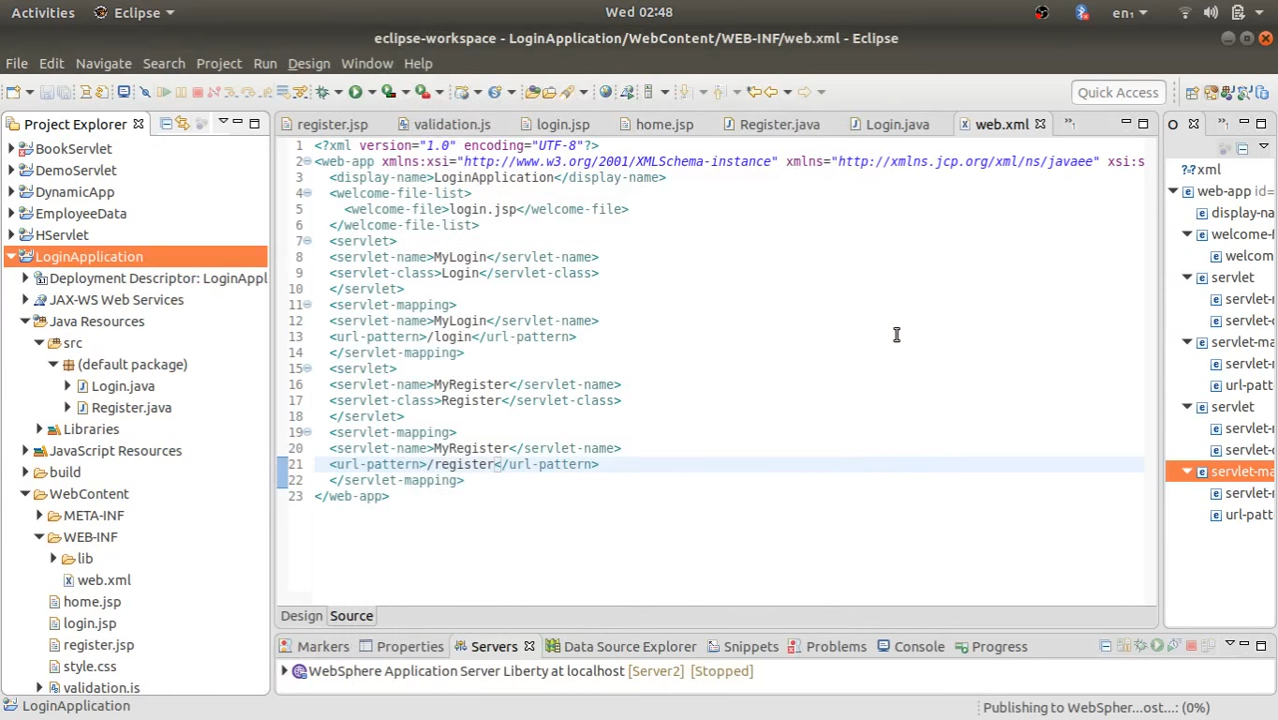 Activities Eclipse Wed 02:48 en₁
eclipse-workspace - LoginApplication/WebContent/WEB-INF/web.xml - Eclipse
File Edit Navigate Search Project Run Design Window Help
Quick Access
Project Explorer
BookServlet
DemoServlet
DynamicApp
EmployeeData
HServlet
LoginApplication
Deployment Descriptor: LoginAppl
JAX-WS Web Services
Java Resources
src
(default package)
Login.java
Register.java
Libraries
JavaScript Resources
build
WebContent
META-INF
WEB-INF
lib
web.xml
home.jsp
login.jsp
register.jsp
style.css
validation.js
register.jsp validation.js login.jsp home.jsp Register.java Login.java web.xml
1 <?xml version="1.0" encoding="UTF-8"?>
2 <web-app xmlns:xsi="http://www.w3.org/2001/XMLSchema-instance" xmlns="http://xmlns.jcp.org/xml/ns/javaee" xsi:s
3 <display-name>LoginApplication</display-name>
4 <welcome-file-list>
5 <welcome-file>login.jsp</welcome-file>
6 </welcome-file-list>
7 <servlet>
8 <servlet-name>MyLogin</servlet-name>
9 <servlet-class>Login</servlet-class>
10 </servlet>
11 <servlet-mapping>
12 <servlet-name>MyLogin</servlet-name>
13 <url-pattern>/login</url-pattern>
14 </servlet-mapping>
15 <servlet>
16 <servlet-name>MyRegister</servlet-name>
17 <servlet-class>Register</servlet-class>
18 </servlet>
19 <servlet-mapping>
20 <servlet-name>MyRegister</servlet-name>
21 <url-pattern>/register</url-pattern>
22 </servlet-mapping>
23 </web-app>
Design Source
Markers Properties Servers Data Source Explorer Snippets Problems Console Progress
WebSphere Application Server Liberty at localhost [Server2] [Stopped]
O
xml
web-app id=
display-na
welcome-
welcom
servlet
servlet-
servlet-c
servlet-ma
servlet-
url-patt
servlet
servlet-
servlet-c
servlet-ma
servlet-
url-patt
LoginApplication Publishing to WebSpher...ost...: (0%)